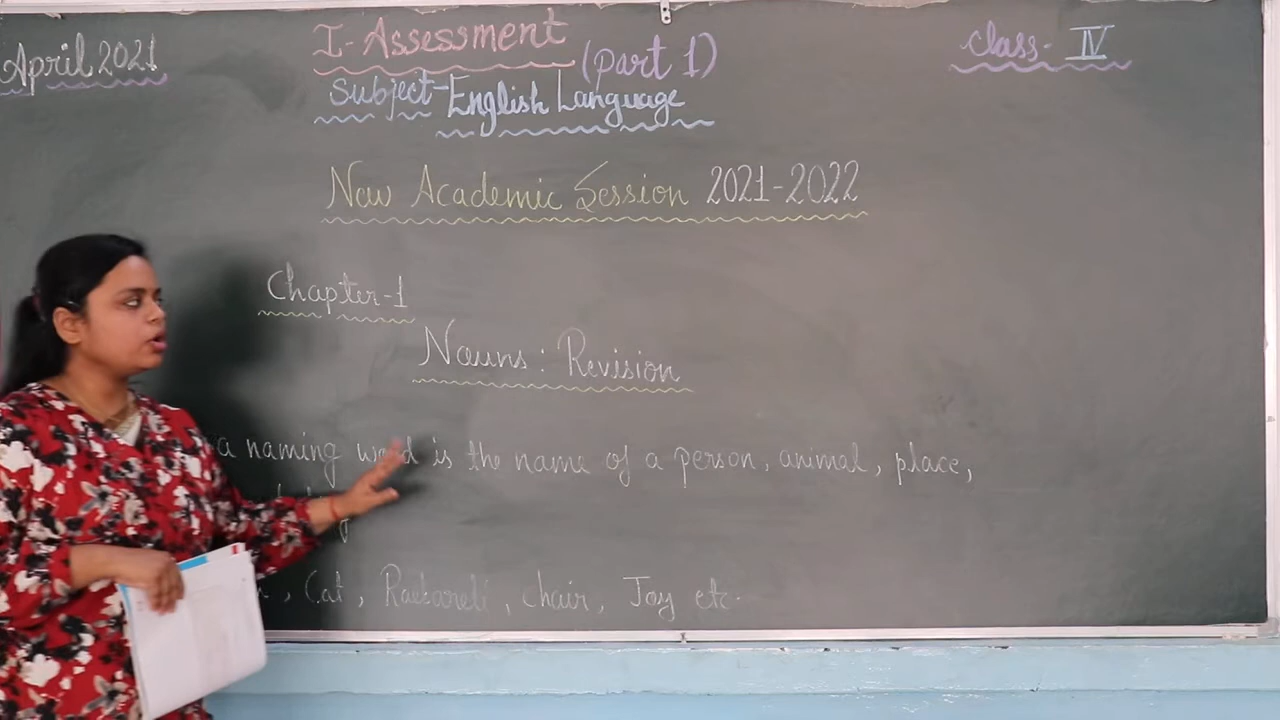 April 2021
I-Assessment
(part 1)
Class- IV
Subject-English Language
New Academic Session 2021-2022
Chapter-1
Nouns: Revision
a naming word is the name of a person, animal, place,
, Cat, Raebareli, chair, Joy etc.